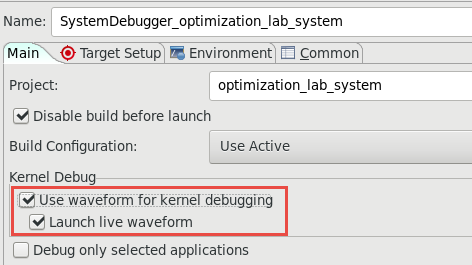 Name: SystemDebugger_optimization_lab_system
Main Target Setup Environment Common
Project: optimization_lab_system
Disable build before launch
Build Configuration: Use Active
Kernel Debug
Use waveform for kernel debugging
Launch live waveform
Debug only selected applications